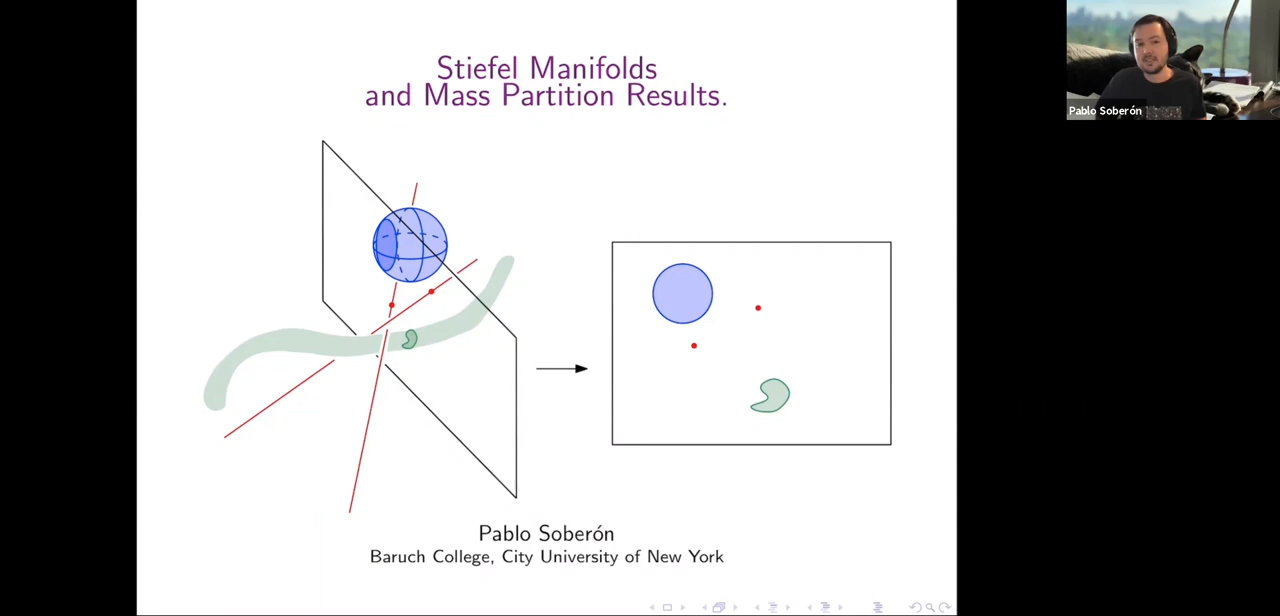 Stiefel Manifolds
and Mass Partition Results.
Pablo Soberón
Pablo Soberón
Baruch College, City University of New York